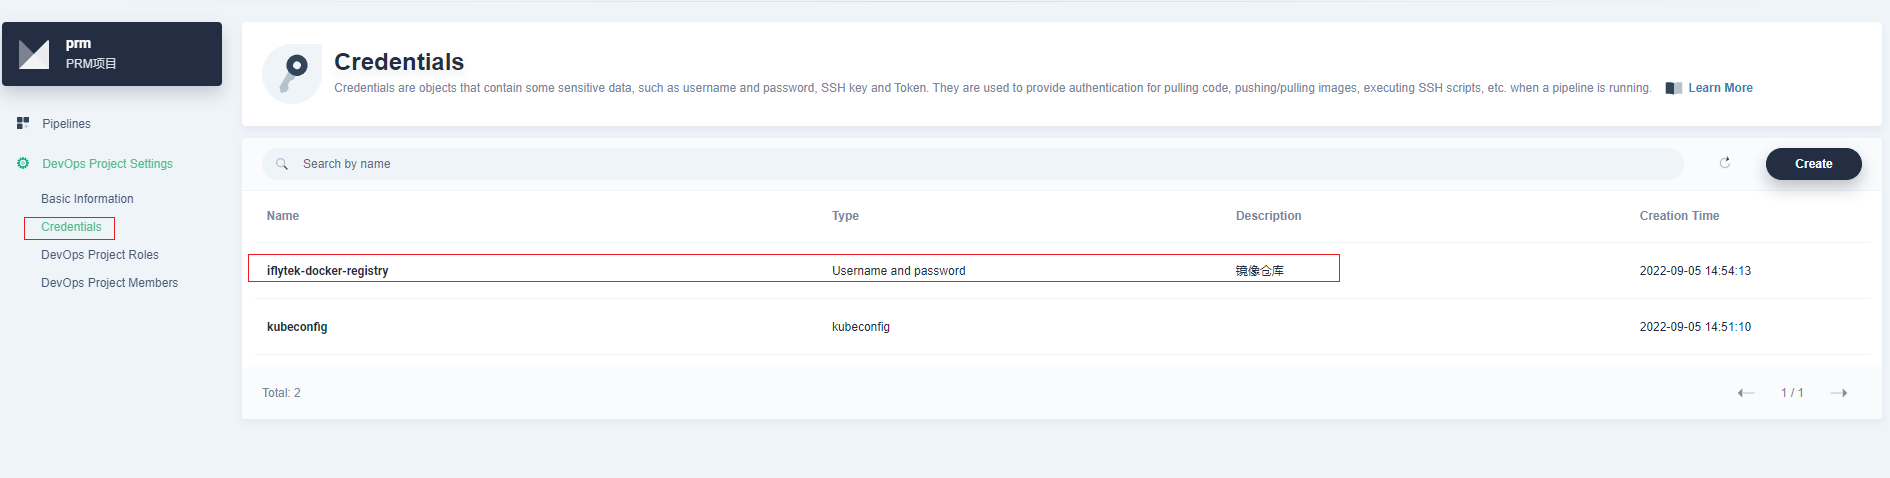 prm
PRM项目
Pipelines
DevOps Project Settings
Basic Information
Credentials
DevOps Project Roles
DevOps Project Members
Credentials
Credentials are objects that contain some sensitive data, such as username and password, SSH key and Token. They are used to provide authentication for pulling code, pushing/pulling images, executing SSH scripts, etc. when a pipeline is running. Learn More
Search by name
Create
Name Type Description Creation Time
iflytek-docker-registry Username and password 镜像仓库 2022-09-05 14:54:13
kubeconfig kubeconfig 2022-09-05 14:51:10
Total: 2
1 / 1